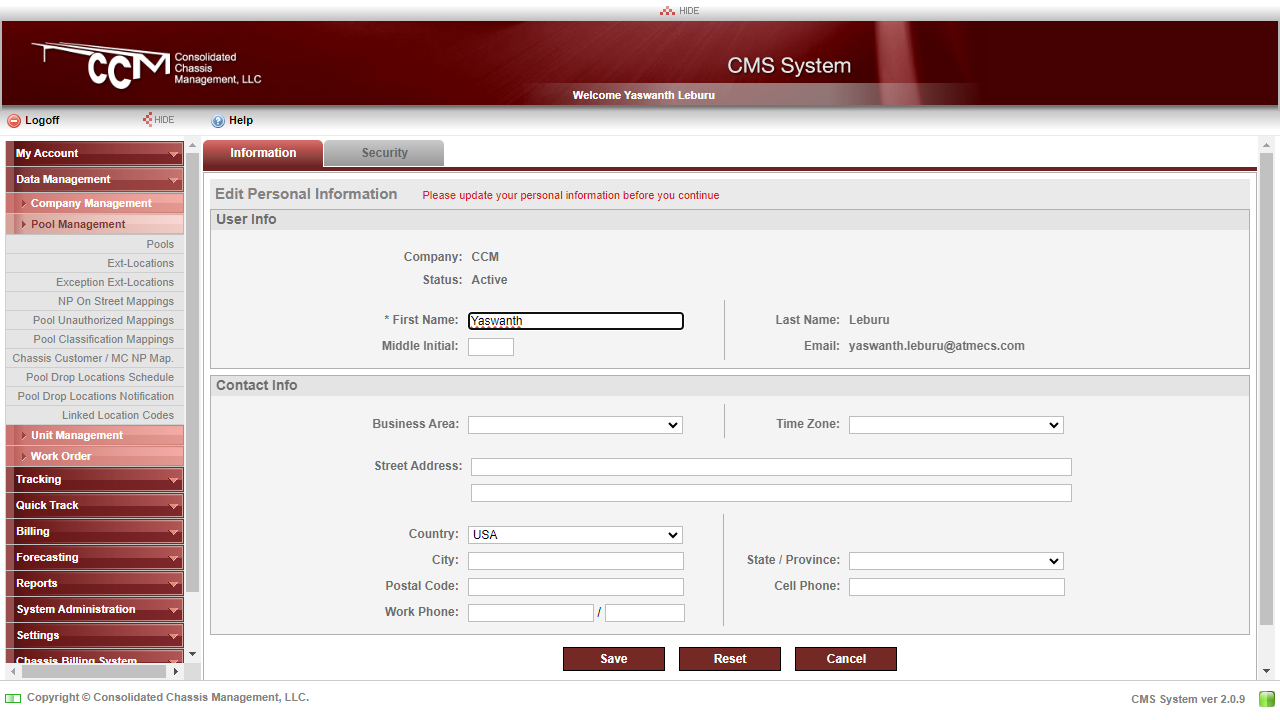 HIDE
CCM Consolidated Chassis Management, LLC
CMS System
Welcome Yaswanth Leburu
Logoff
HIDE
Help
My Account
Data Management
Company Management
Pool Management
Pools
Ext-Locations
Exception Ext-Locations
NP On Street Mappings
Pool Unauthorized Mappings
Pool Classification Mappings
Chassis Customer / MC NP Map.
Pool Drop Locations Schedule
Pool Drop Locations Notification
Linked Location Codes
Unit Management
Work Order
Tracking
Quick Track
Billing
Forecasting
Reports
System Administration
Settings
Chassis Billing System
Information
Security
Edit Personal Information Please update your personal information before you continue
User Info
Company: CCM
Status: Active
* First Name: Yaswanth Last Name: Leburu
Middle Initial: Email: yaswanth.leburu@atmecs.com
Contact Info
Business Area: Time Zone:
Street Address:
Country: USA
City: State / Province:
Postal Code: Cell Phone:
Work Phone: /
Save Reset Cancel
Copyright © Consolidated Chassis Management, LLC.
CMS System ver 2.0.9